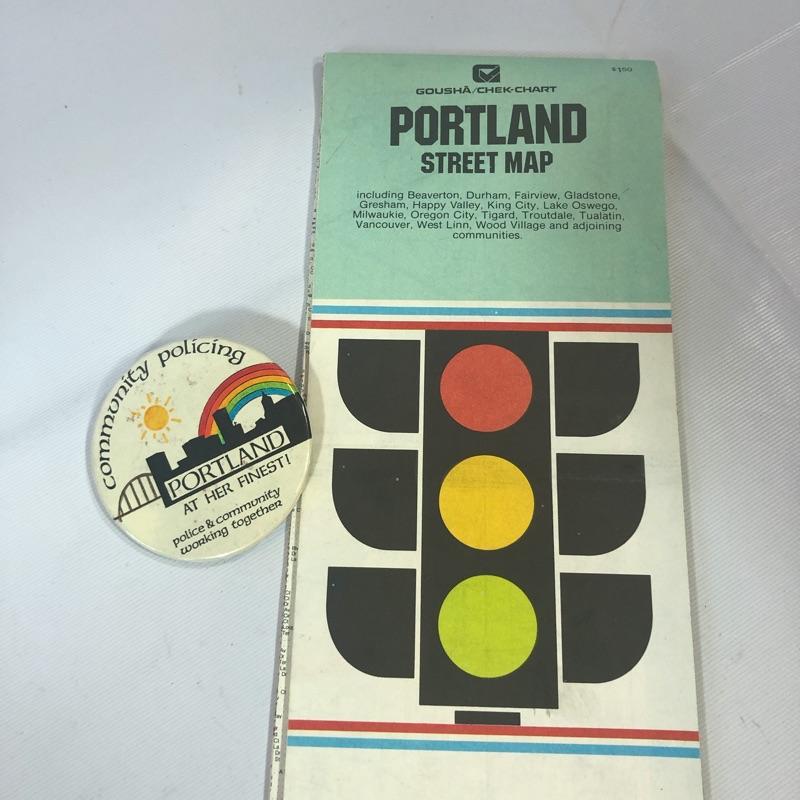 $1.50
GOUSHĀ/CHEK-CHART
PORTLAND
STREET MAP
including Beaverton, Durham, Fairview, Gladstone,
Gresham, Happy Valley, King City, Lake Oswego,
Milwaukie, Oregon City, Tigard, Troutdale, Tualatin,
Vancouver, West Linn, Wood Village and adjoining
communities.
community policing
PORTLAND
AT HER FINEST!
police & community
working together